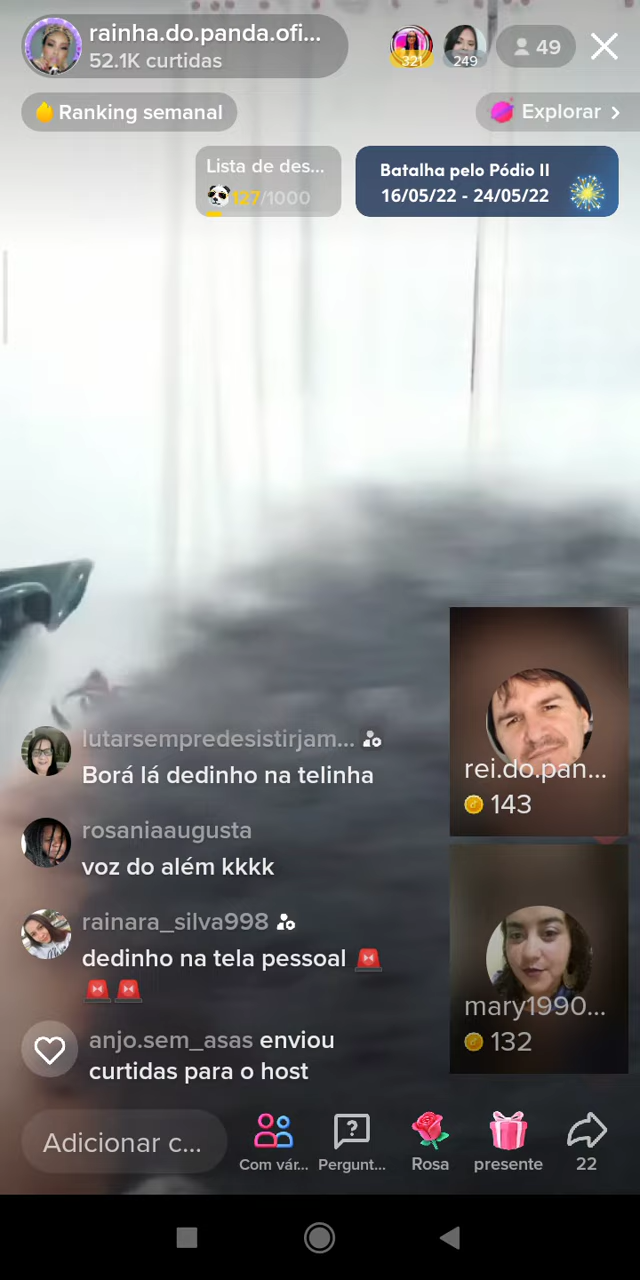 rainha.do.panda.ofi...
52.1K curtidas
321
249
49
Ranking semanal
Explorar
Lista de des...
127/1000
Batalha pelo Pódio II
16/05/22 - 24/05/22
lutarsempredesistirjam...
Borá lá dedinho na telinha
rei.do.pan...
143
rosaniaaugusta
voz do além kkkk
rainara_silva998
dedinho na tela pessoal 🚨
🚨🚨
mary1990...
132
anjo.sem_asas enviou
curtidas para o host
Adicionar c...
Com vár...
Pergunt...
Rosa
presente
22